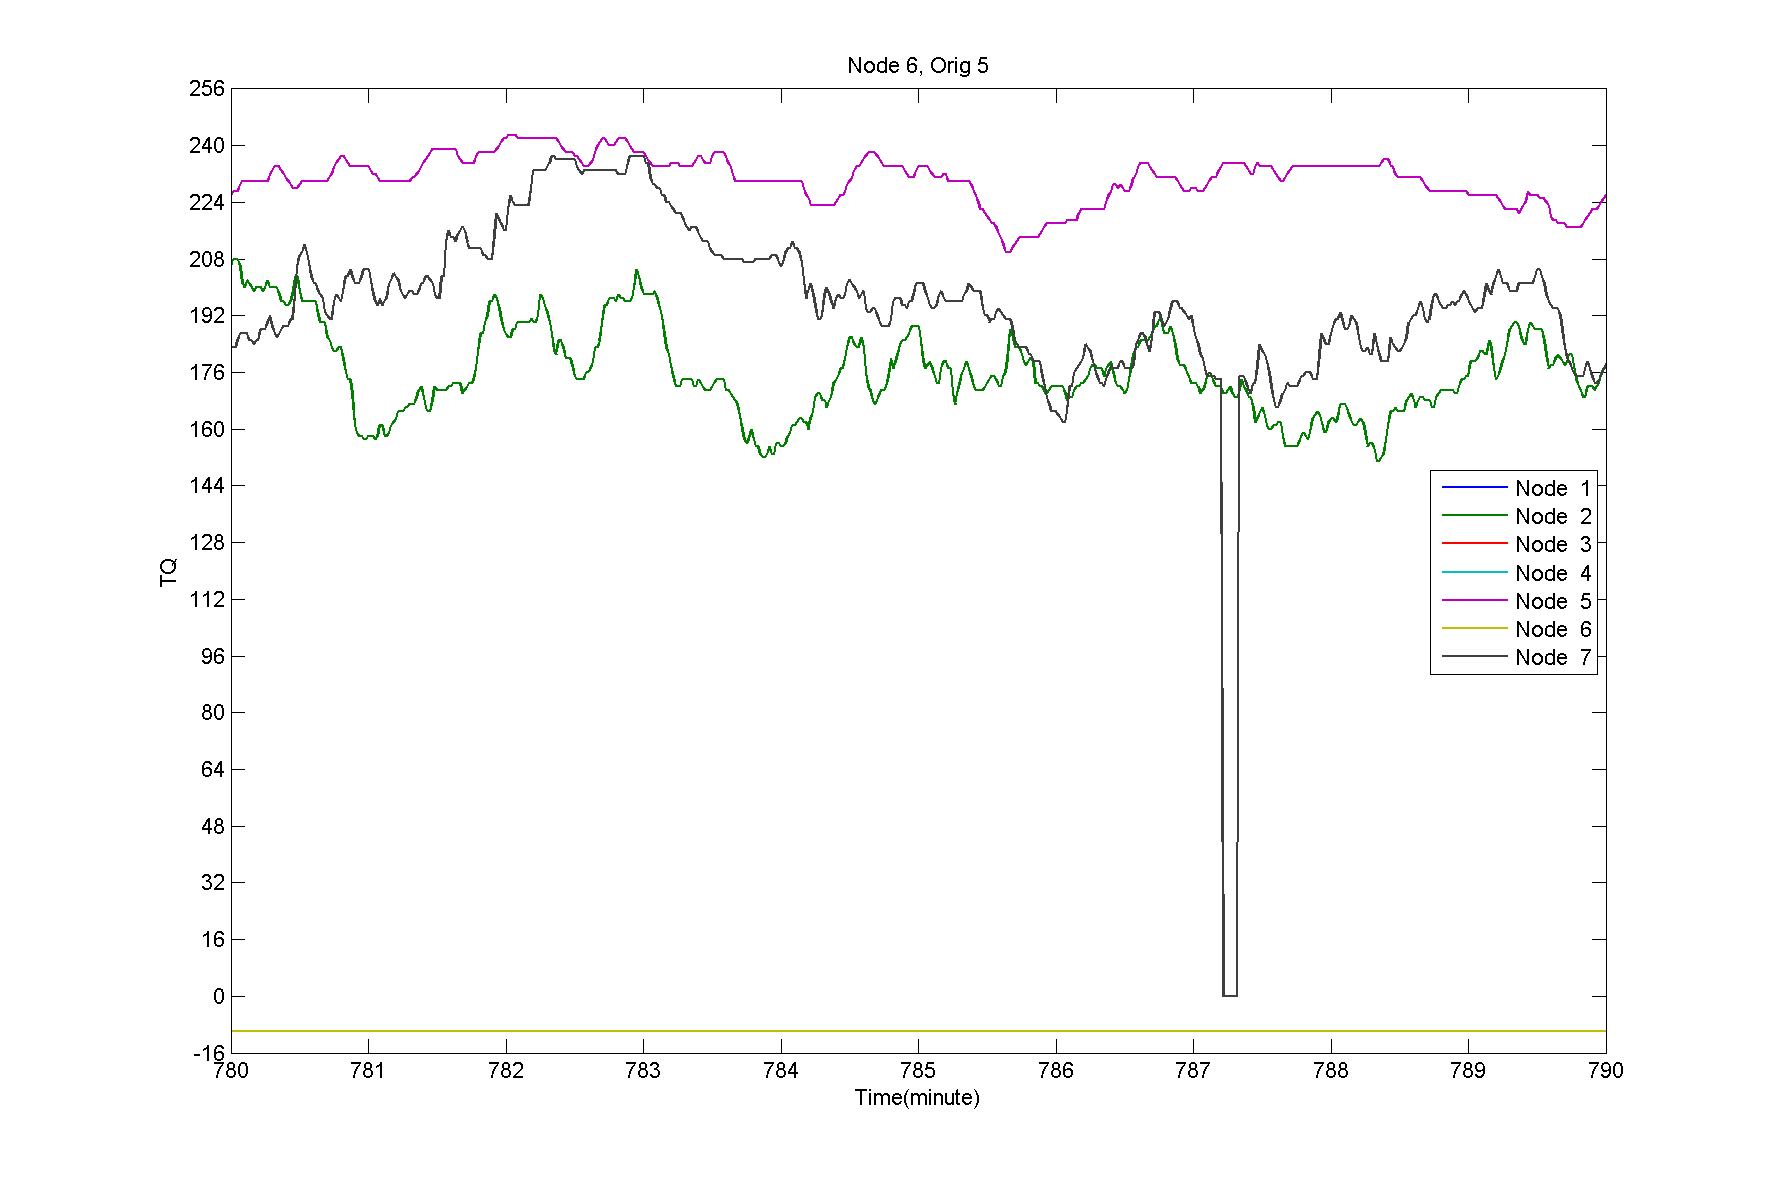 Node 6, Orig 5
256
240
224
208
192
176
160
144
128
112
96
80
64
48
32
16
0
-16
TQ
Node 1
Node 2
Node 3
Node 4
Node 5
Node 6
Node 7
780 781 782 783 784 785 786 787 788 789 790
Time(minute)